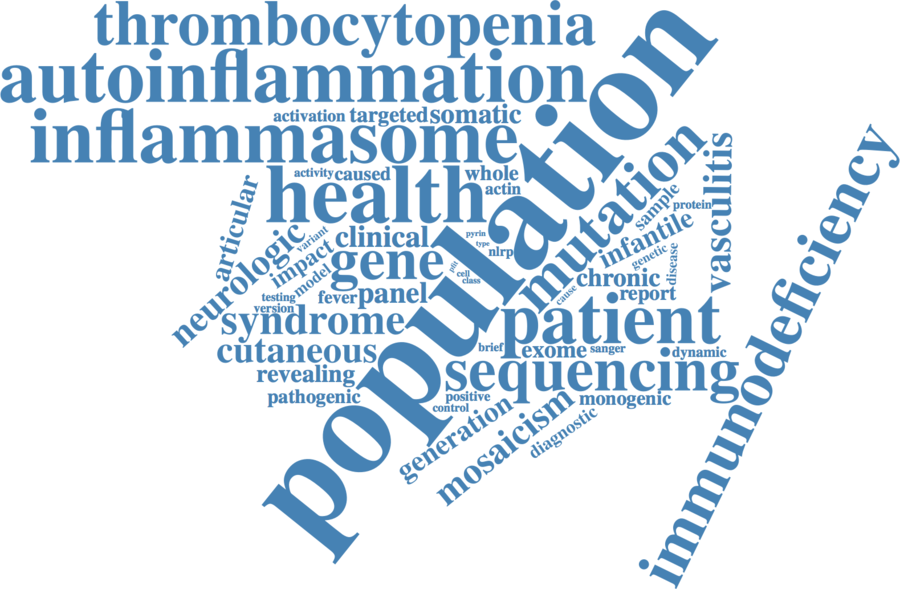 thrombocytopenia
autoinflammation
activation targeted somatic
inflammasome
activity caused whole
health actin
population
mutation
vasculitis
immunodeficiency
articular
neurologic
variant
impact
model
clinical
gene
pyrin
type
nlrp
cell
class
sample
protein
infantile
genetic
disease
chronic
cause
report
testing
version
fever panel
syndrome
patient
cutaneous
brief exome sanger dynamic
revealing
sequencing
pathogenic
positive
control
monogenic
generation
mosaicism
diagnostic